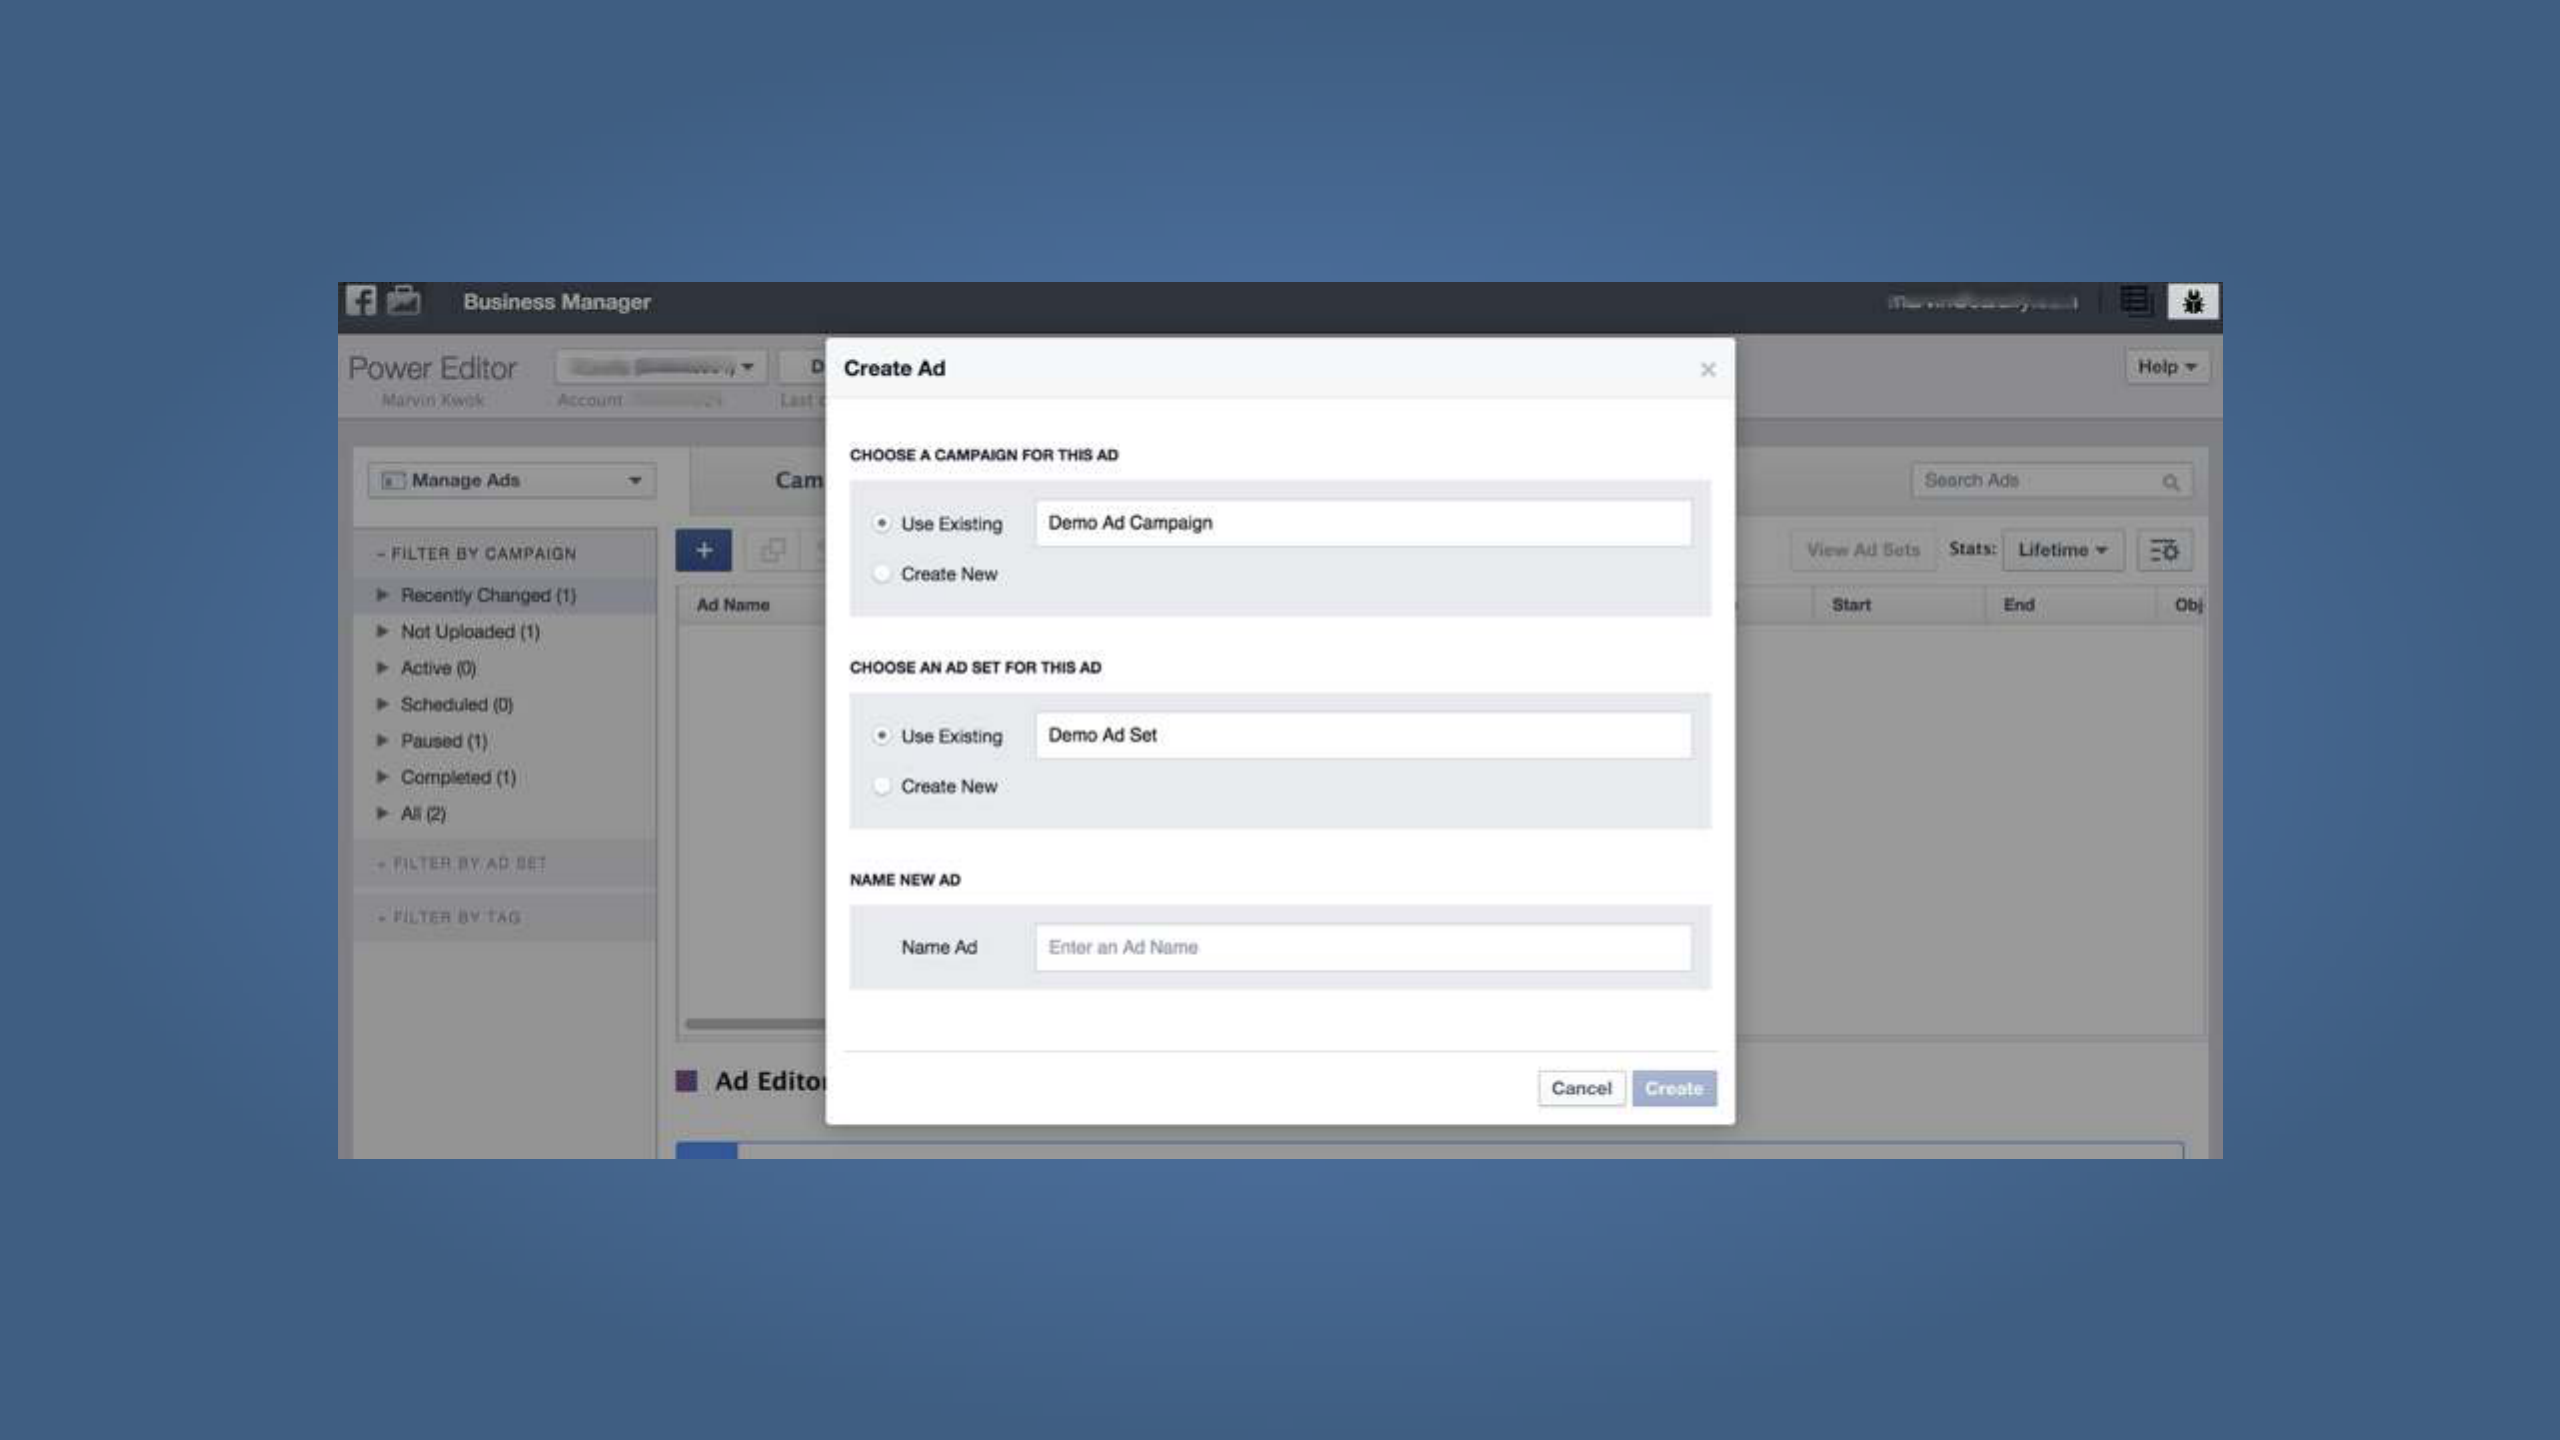 Business Manager
Power Editor
Help
Marvin Kwok
Account
Last
Create Ad
Manage Ads
Cam
Search Ads
CHOOSE A CAMPAIGN FOR THIS AD
Use Existing
Demo Ad Campaign
Create New
- FILTER BY CAMPAIGN
Recently Changed (1)
Not Uploaded (1)
Active (0)
Scheduled (0)
Paused (1)
Completed (1)
All (2)
+ FILTER BY AD SET
+ FILTER BY TAG
+
View Ad Sets
Stats:
Lifetime
Ad Name
Start
End
Obj
CHOOSE AN AD SET FOR THIS AD
Use Existing
Demo Ad Set
Create New
NAME NEW AD
Name Ad
Enter an Ad Name
Ad Editor
Cancel
Create